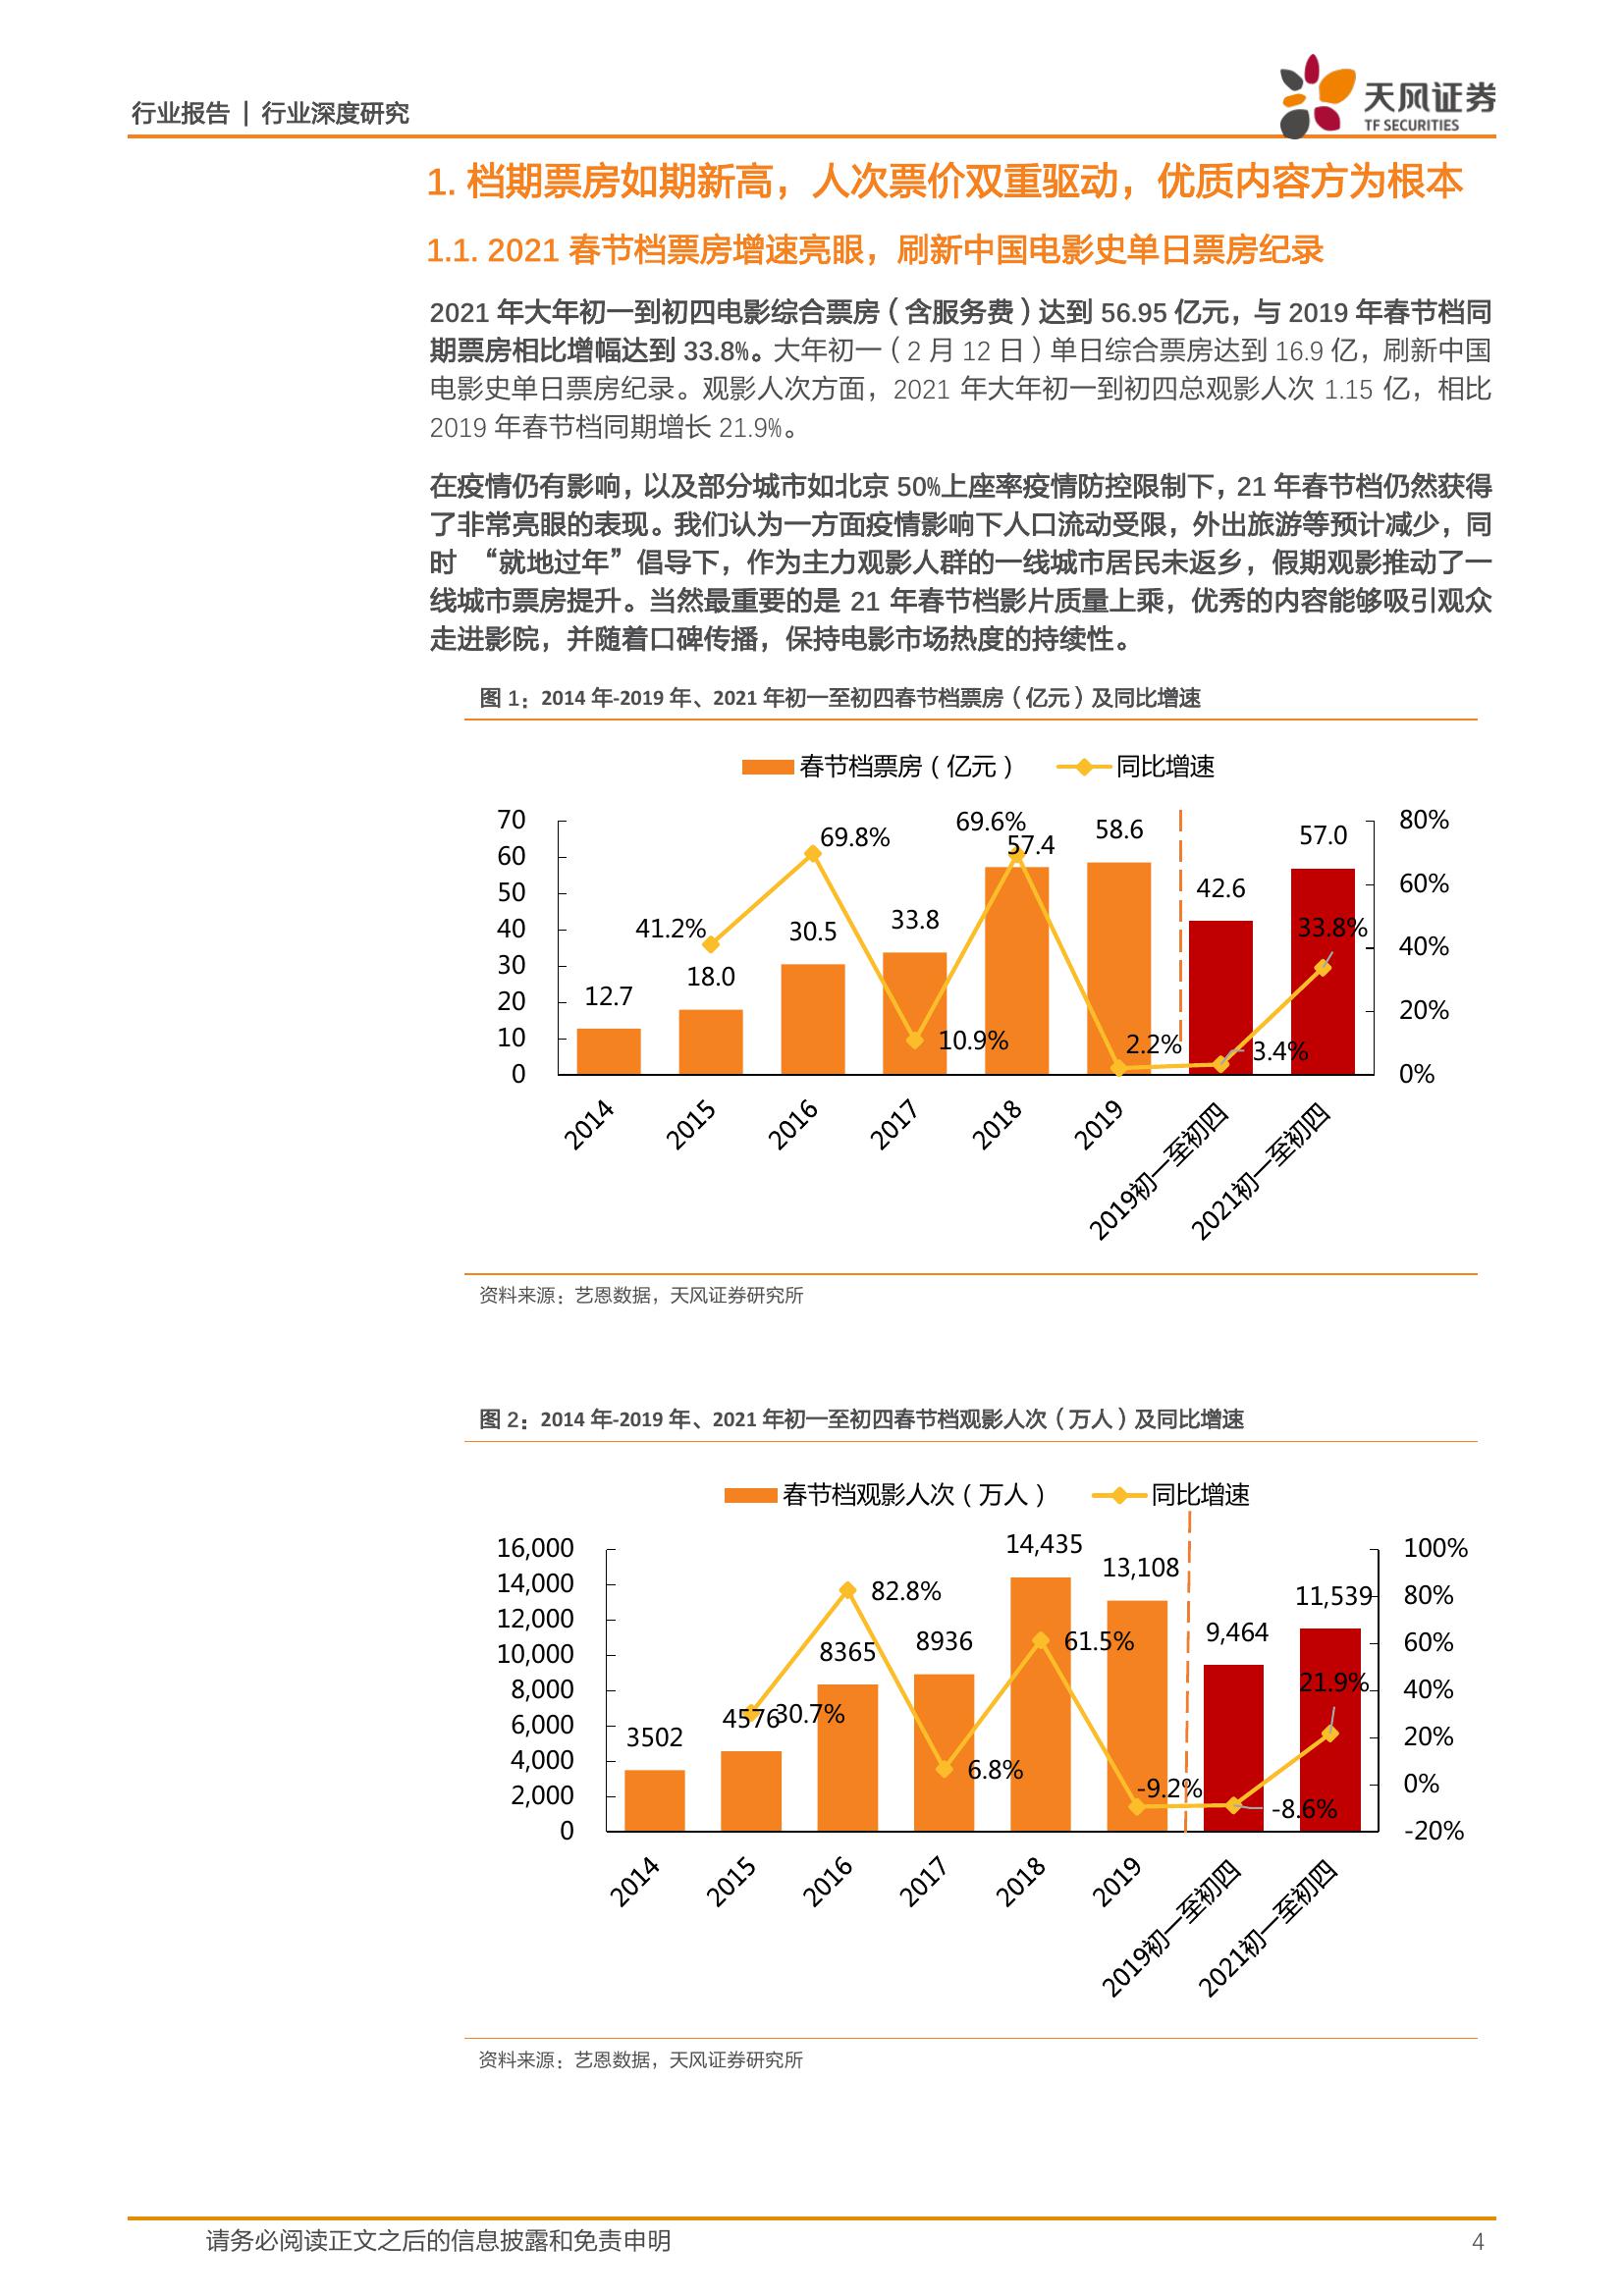 行业报告 | 行业深度研究
天风证券
TF SECURITIES
1. 档期票房如期新高，人次票价双重驱动，优质内容方为根本
1.1. 2021 春节档票房增速亮眼，刷新中国电影史单日票房纪录
2021 年大年初一到初四电影综合票房（含服务费）达到 56.95 亿元，与 2019 年春节档同
期票房相比增幅达到 33.8%。大年初一（2 月 12 日）单日综合票房达到 16.9 亿，刷新中国
电影史单日票房纪录。观影人次方面，2021 年大年初一到初四总观影人次 1.15 亿，相比
2019 年春节档同期增长 21.9%。
在疫情仍有影响，以及部分城市如北京 50%上座率疫情防控限制下，21 年春节档仍然获得
了非常亮眼的表现。我们认为一方面疫情影响下人口流动受限，外出旅游等预计减少，同
时 “就地过年”倡导下，作为主力观影人群的一线城市居民未返乡，假期观影推动了一
线城市票房提升。当然最重要的是 21 年春节档影片质量上乘，优秀的内容能够吸引观众
走进影院，并随着口碑传播，保持电影市场热度的持续性。
图 1：2014 年-2019 年、2021 年初一至初四春节档票房（亿元）及同比增速
春节档票房（亿元） 同比增速
70
60
50
40
30
20
10
0
12.7
18.0
30.5
33.8
57.4
58.6
42.6
57.0
41.2%
69.8%
10.9%
69.6%
2.2%
3.4%
33.8%
80%
60%
40%
20%
0%
2014
2015
2016
2017
2018
2019
2019初一至初四
2021初一至初四
资料来源：艺恩数据，天风证券研究所
图 2：2014 年-2019 年、2021 年初一至初四春节档观影人次（万人）及同比增速
春节档观影人次（万人） 同比增速
16,000
14,000
12,000
10,000
8,000
6,000
4,000
2,000
0
3502
4576
8365
8936
14,435
13,108
9,464
11,539
30.7%
82.8%
6.8%
61.5%
-9.2%
-8.6%
21.9%
100%
80%
60%
40%
20%
0%
-20%
2014
2015
2016
2017
2018
2019
2019初一至初四
2021初一至初四
资料来源：艺恩数据，天风证券研究所
请务必阅读正文之后的信息披露和免责申明
4